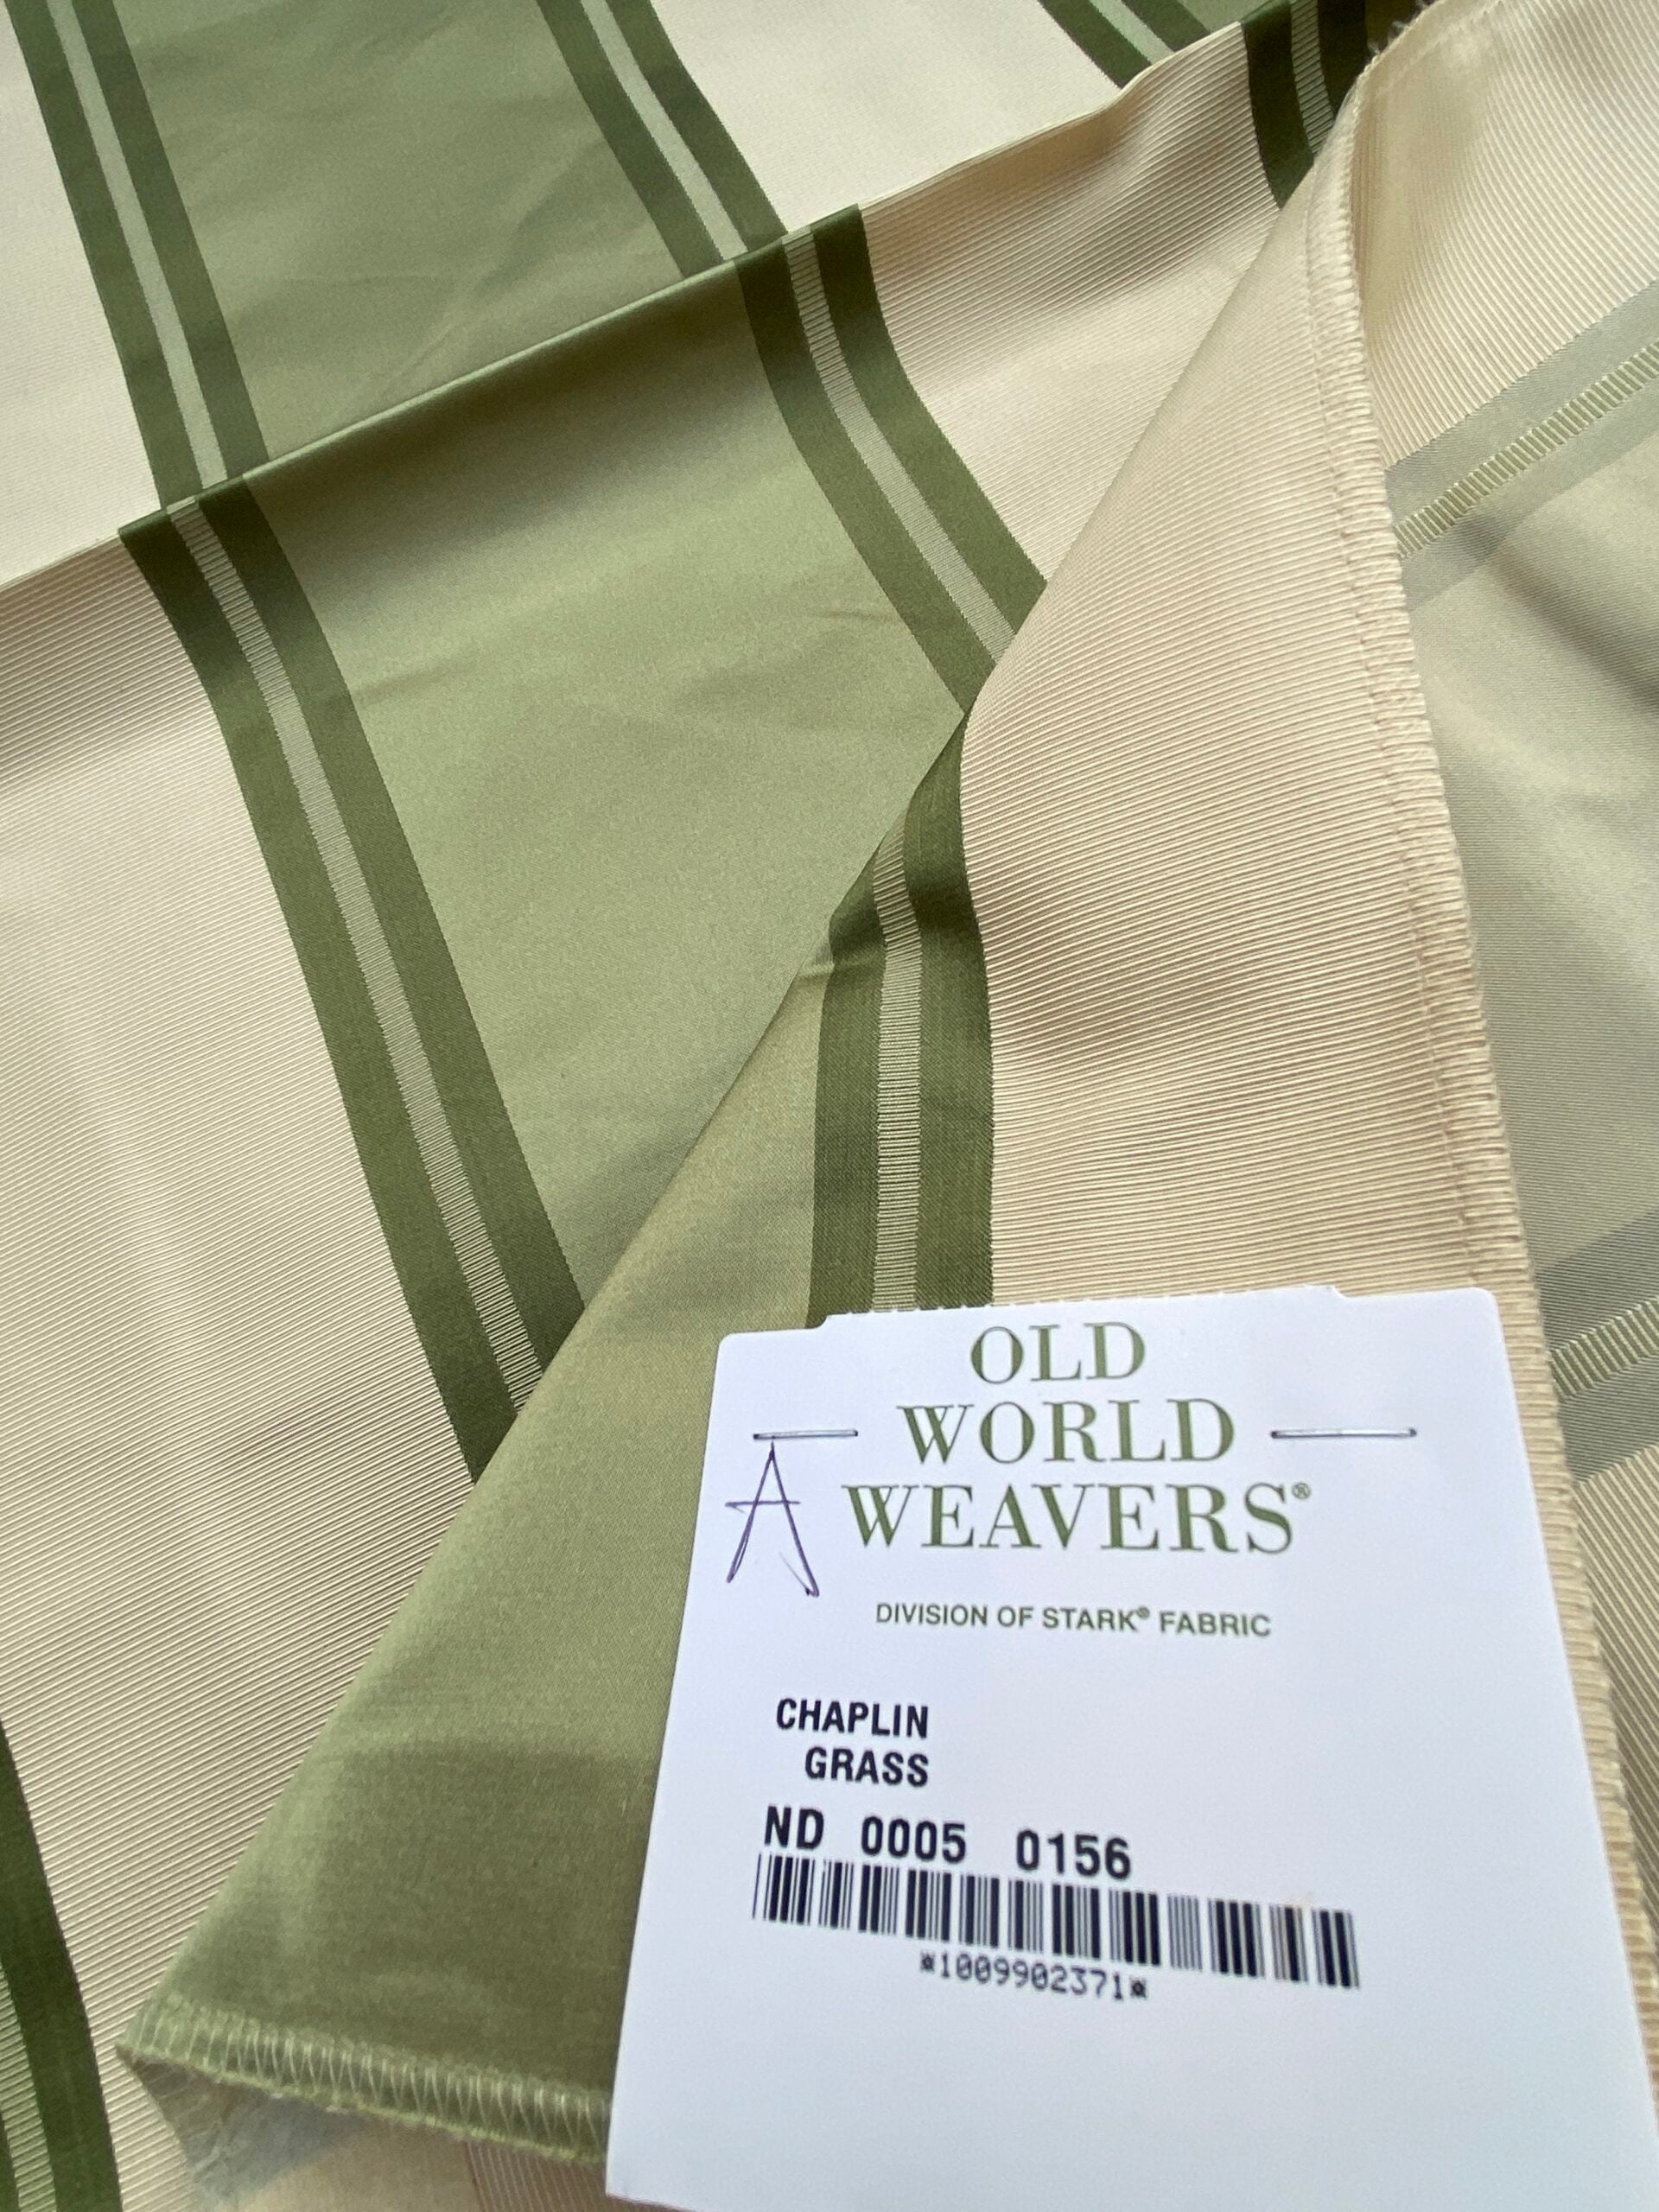 OLD
WORLD
WEAVERS®
A
DIVISION OF STARK® FABRIC
CHAPLIN
GRASS
ND 0005 0156
*1009902371*